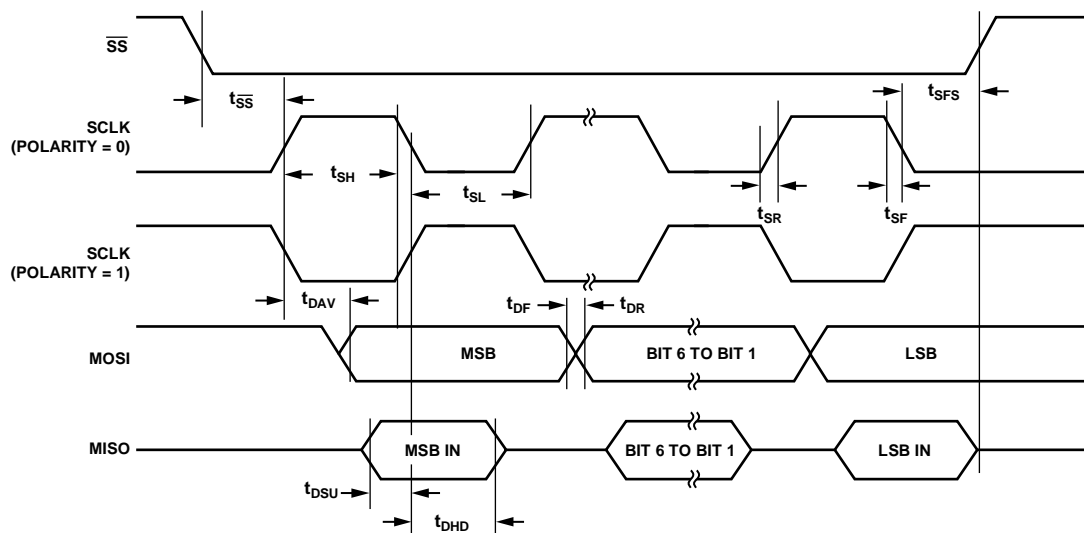 SS
tSS
tSFS
SCLK
(POLARITY = 0)
tSH
tSL
tSR
tSF
SCLK
(POLARITY = 1)
tDAV
tDF
tDR
MOSI
MSB
BIT 6 TO BIT 1
LSB
MISO
MSB IN
BIT 6 TO BIT 1
LSB IN
tDSU
tDHD